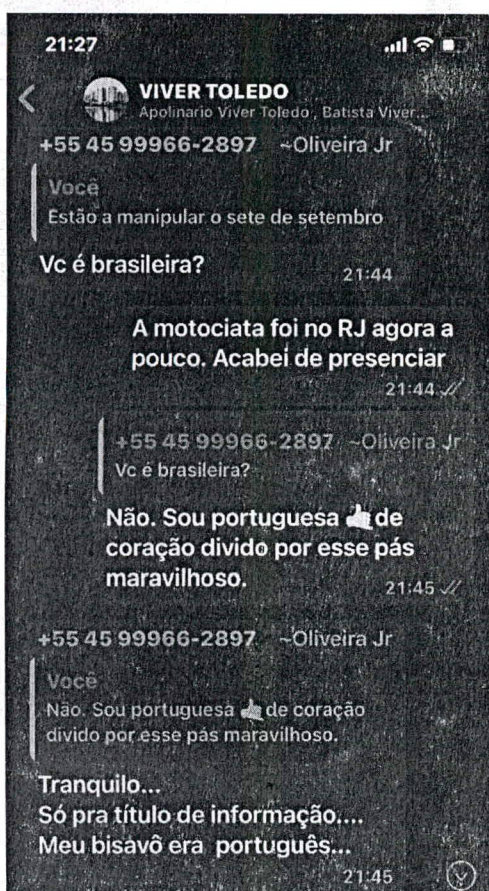 21:27
VIVER TOLEDO
Apolinario Viver Toledo, Batista Viver...
+55 45 99966-2897 ~Oliveira Jr
Você
Estão a manipular o sete de setembro
Vc é brasileira?
21:44
A motociata foi no RJ agora a
pouco. Acabei de presenciar
21:44
+55 45 99966-2897 ~Oliveira Jr
Vc é brasileira?
Não. Sou portuguesa 👍 de
coração divido por esse pás
maravilhoso.
21:45
+55 45 99966-2897 ~Oliveira Jr
Você
Não. Sou portuguesa 👍 de coração
divido por esse pás maravilhoso.
Tranquilo...
Só pra título de informação....
Meu bisavô era português...
21:45